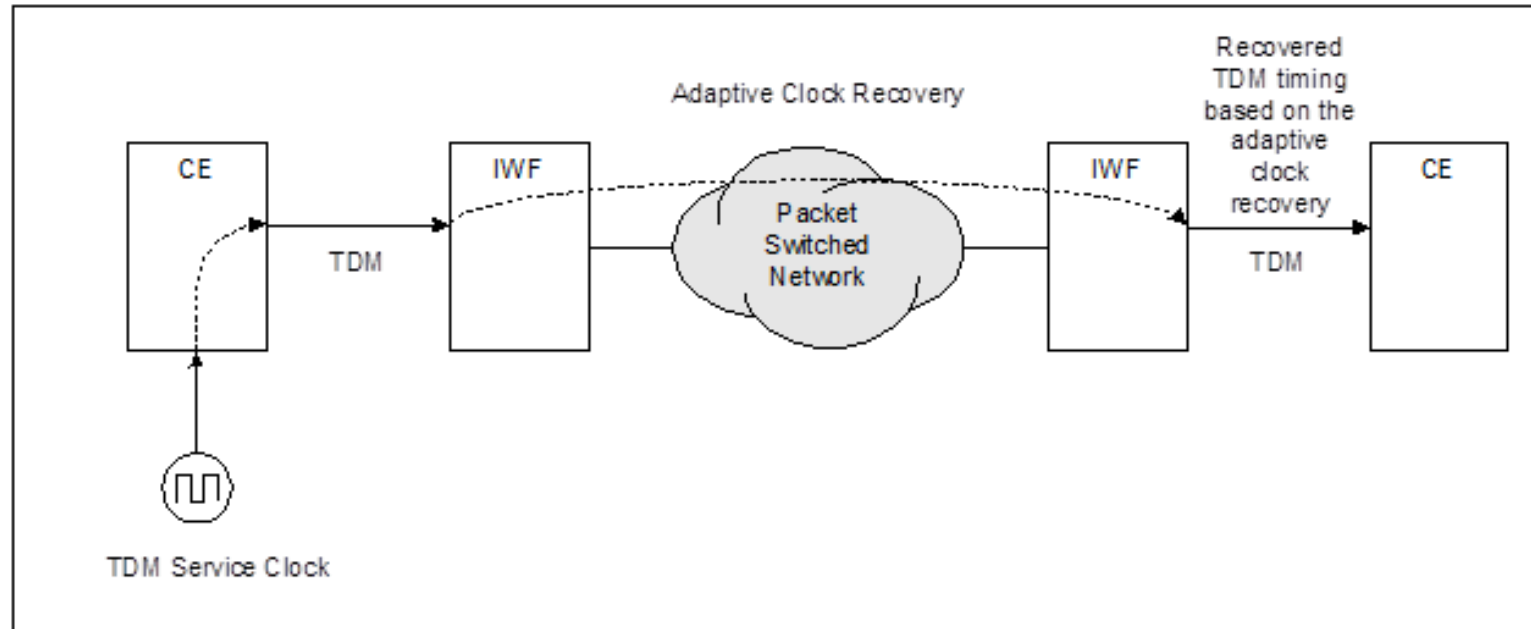 Adaptive Clock Recovery
Recovered
TDM timing
based on the
adaptive
clock
recovery
CE
IWF
Packet
Switched
Network
IWF
CE
TDM
TDM
TDM Service Clock